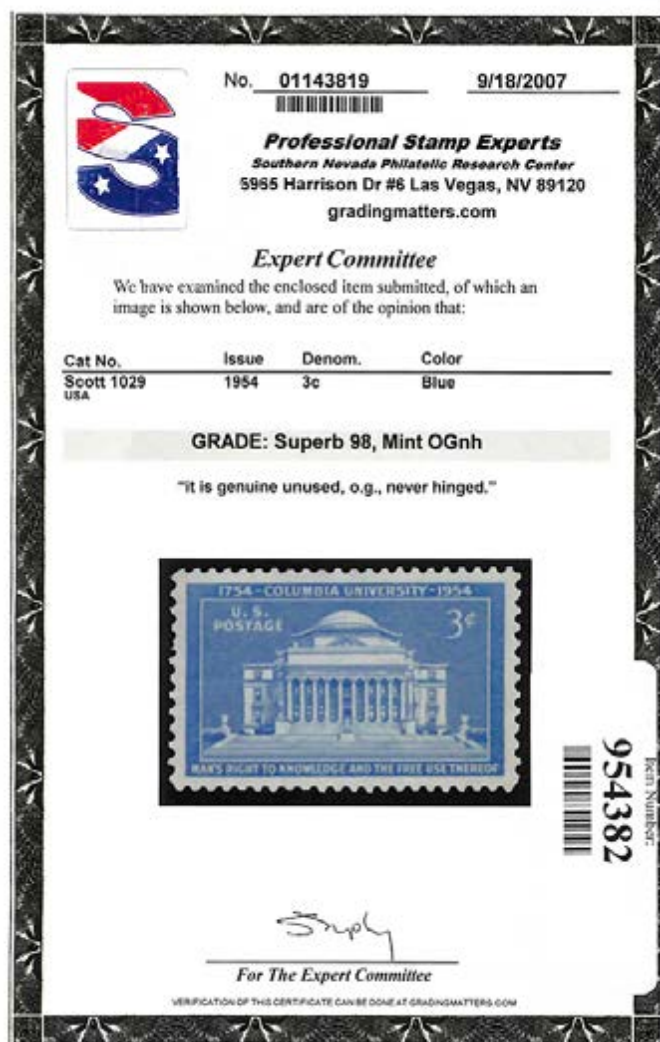 No. 01143819 9/18/2007
Professional Stamp Experts
Southern Nevada Philatelic Research Center
5965 Harrison Dr #6 Las Vegas, NV 89120
gradingmatters.com
Expert Committee
We have examined the enclosed item submitted, of which an
image is shown below, and are of the opinion that:
Cat No. Issue Denom. Color
Scott 1029 1954 3c Blue
USA
GRADE: Superb 98, Mint OGnh
"it is genuine unused, o.g., never hinged."
1754-COLUMBIA UNIVERSITY-1954
U. S.
POSTAGE
3¢
MAN'S RIGHT TO KNOWLEDGE AND THE FREE USE THEREOF
Item Number:
954382
For The Expert Committee
VERIFICATION OF THIS CERTIFICATE CAN BE DONE AT GRADINGMATTERS.COM